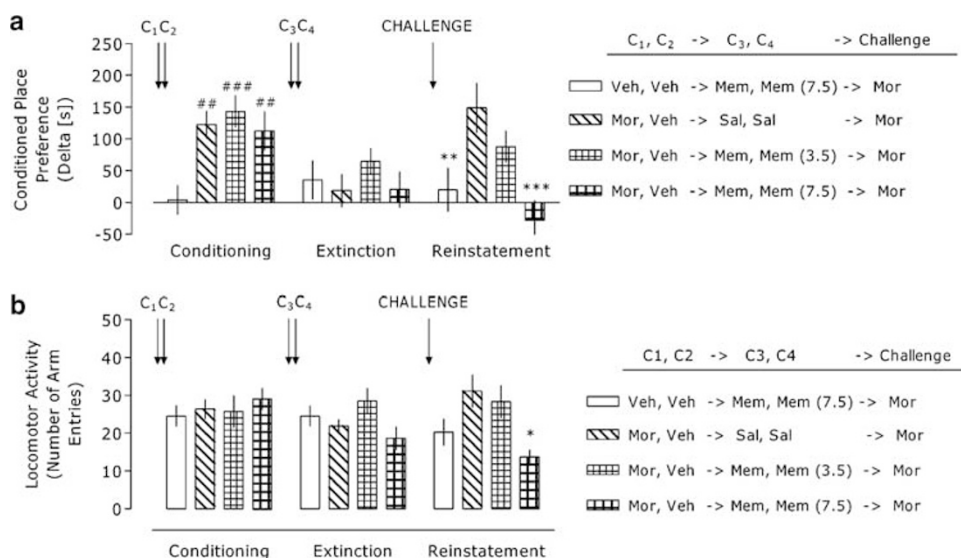 a
C₁C₂ C₃C₄ CHALLENGE
Conditioned Place
Preference
(Delta [s])
250
200
150
100
50
0
-50
## ### ##
**
***
Conditioning Extinction Reinstatement
C₁, C₂ -> C₃, C₄ -> Challenge
Veh, Veh -> Mem, Mem (7.5) -> Mor
Mor, Veh -> Sal, Sal -> Mor
Mor, Veh -> Mem, Mem (3.5) -> Mor
Mor, Veh -> Mem, Mem (7.5) -> Mor
b
C₁C₂ C₃C₄ CHALLENGE
Locomotor Activity
(Number of Arm
Entries)
50
40
30
20
10
0
*
Conditioning Extinction Reinstatement
C1, C2 -> C3, C4 -> Challenge
Veh, Veh -> Mem, Mem (7.5) -> Mor
Mor, Veh -> Sal, Sal -> Mor
Mor, Veh -> Mem, Mem (3.5) -> Mor
Mor, Veh -> Mem, Mem (7.5) -> Mor